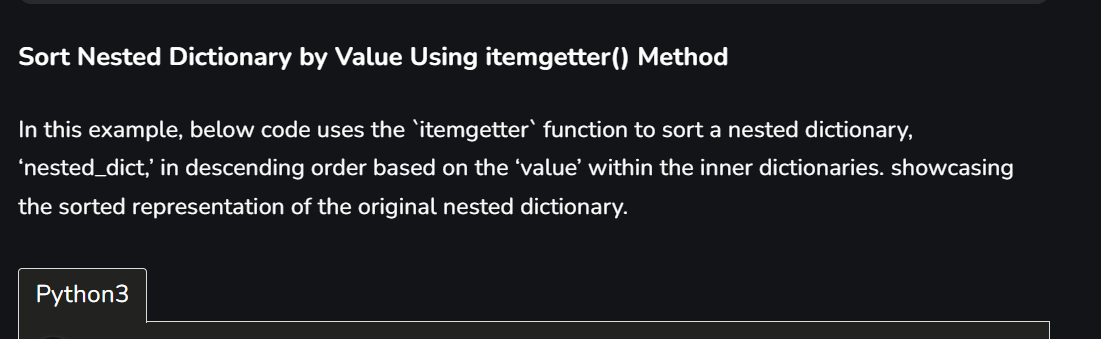 Sort Nested Dictionary by Value Using itemgetter() Method
In this example, below code uses the `itemgetter` function to sort a nested dictionary,
‘nested_dict,’ in descending order based on the ‘value’ within the inner dictionaries. showcasing
the sorted representation of the original nested dictionary.
Python3